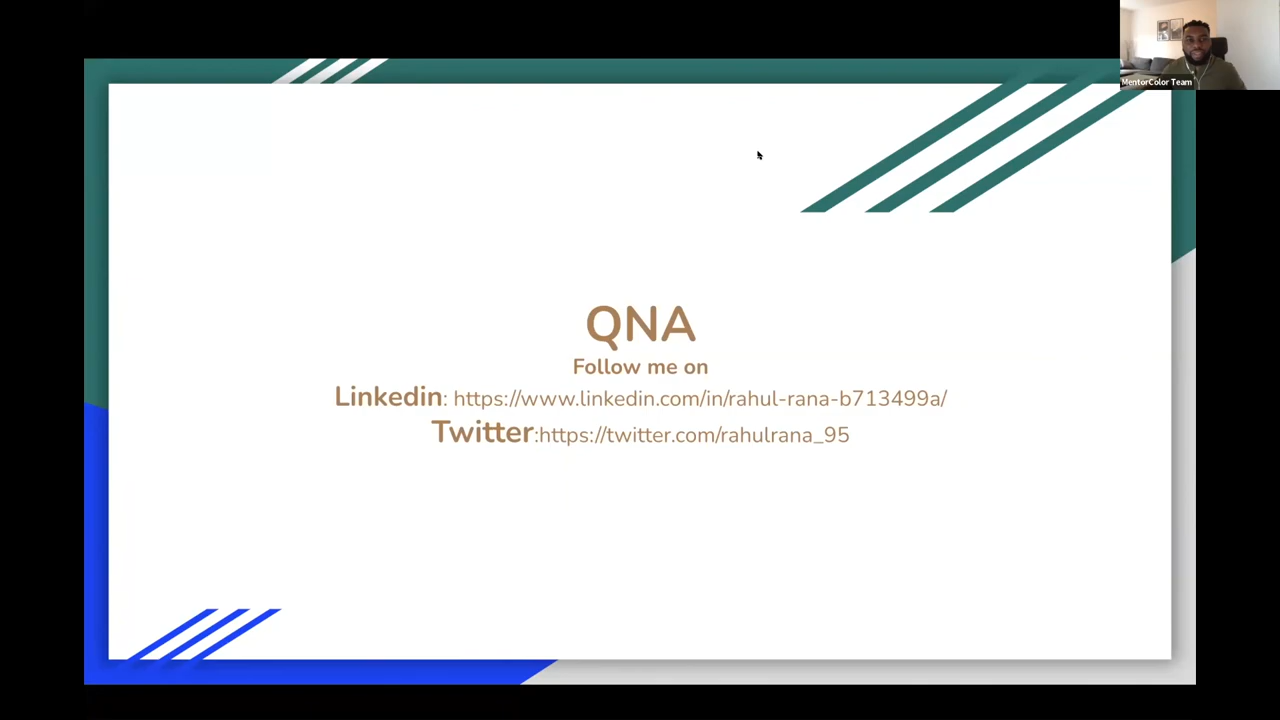 MentorColor Team
QNA
Follow me on
Linkedin: https://www.linkedin.com/in/rahul-rana-b713499a/
Twitter:https://twitter.com/rahulrana_95